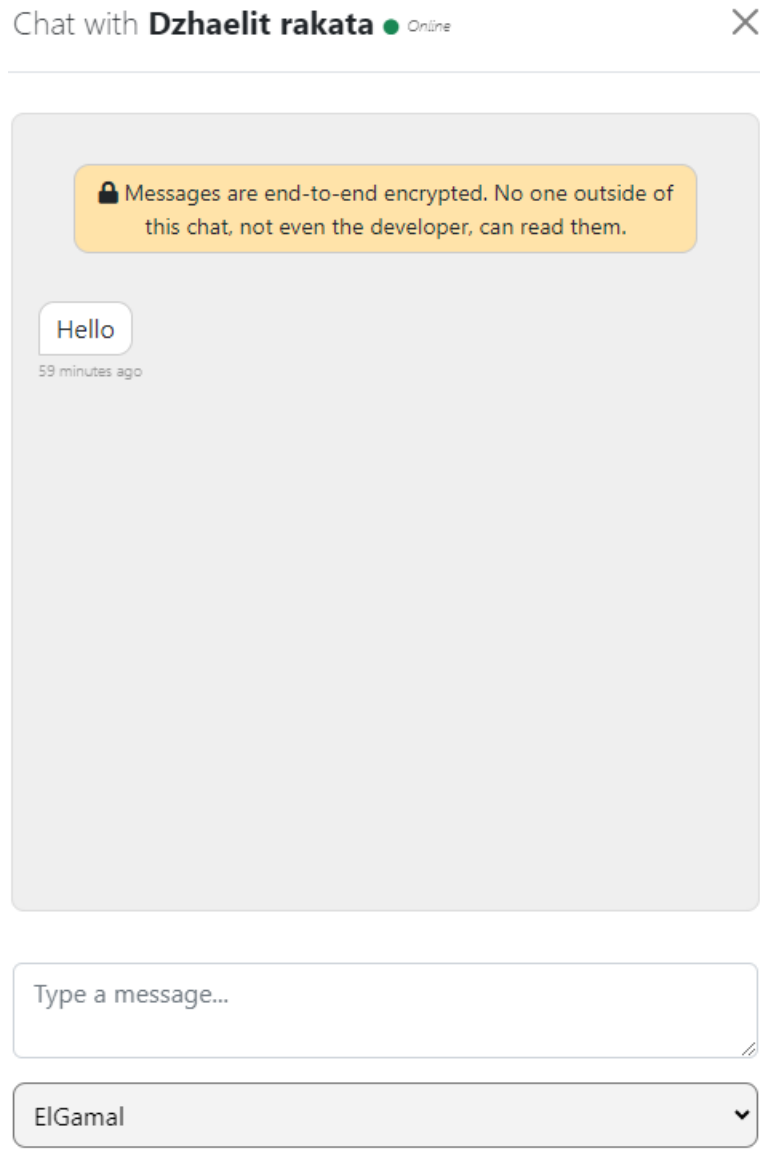 Chat with Dzhaelit rakata Online
Messages are end-to-end encrypted. No one outside of
this chat, not even the developer, can read them.
Hello
59 minutes ago
Type a message...
ElGamal